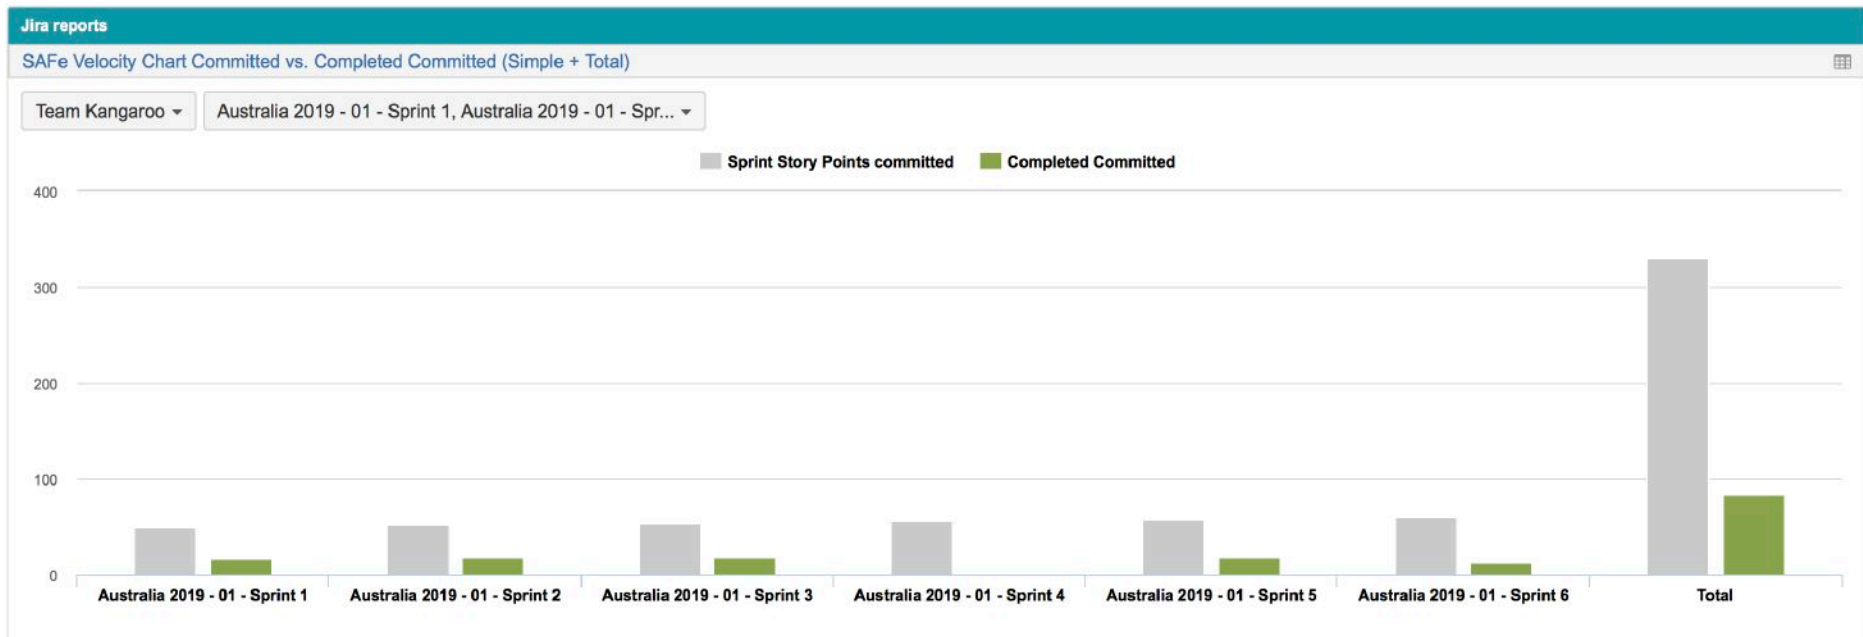 Jira reports
SAFe Velocity Chart Committed vs. Completed Committed (Simple + Total)
Team Kangaroo Australia 2019 - 01 - Sprint 1, Australia 2019 - 01 - Spr...
Sprint Story Points committed Completed Committed
400
300
200
100
0
Australia 2019 - 01 - Sprint 1 Australia 2019 - 01 - Sprint 2 Australia 2019 - 01 - Sprint 3 Australia 2019 - 01 - Sprint 4 Australia 2019 - 01 - Sprint 5 Australia 2019 - 01 - Sprint 6 Total